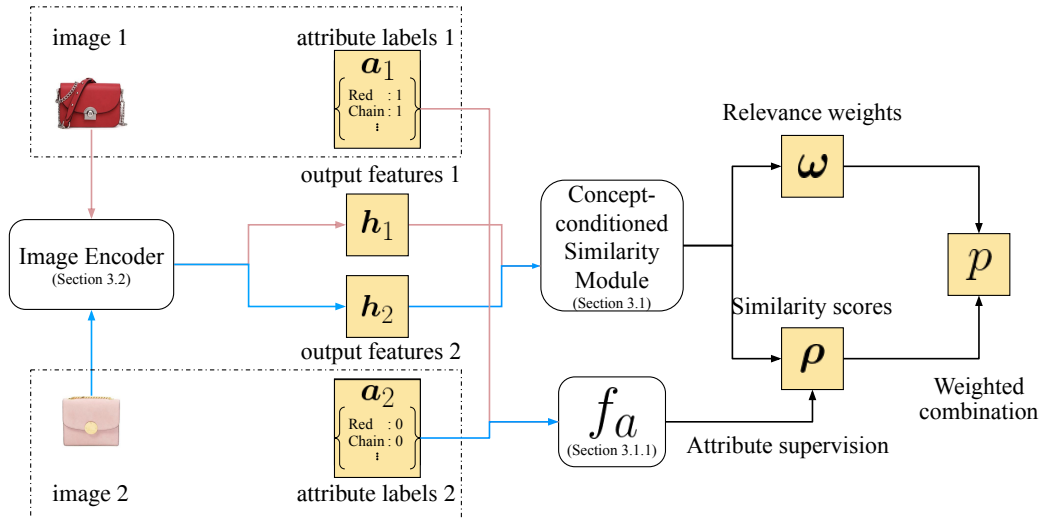 image 1
attribute labels 1
a₁
Red : 1
Chain : 1
⋮
output features 1
h₁
Image Encoder
(Section 3.2)
h₂
output features 2
Concept-
conditioned
Similarity
Module
(Section 3.1)
Relevance weights
ω
p
Similarity scores
ρ
Weighted
combination
a₂
Red : 0
Chain : 0
⋮
attribute labels 2
image 2
fₐ
(Section 3.1.1)
Attribute supervision